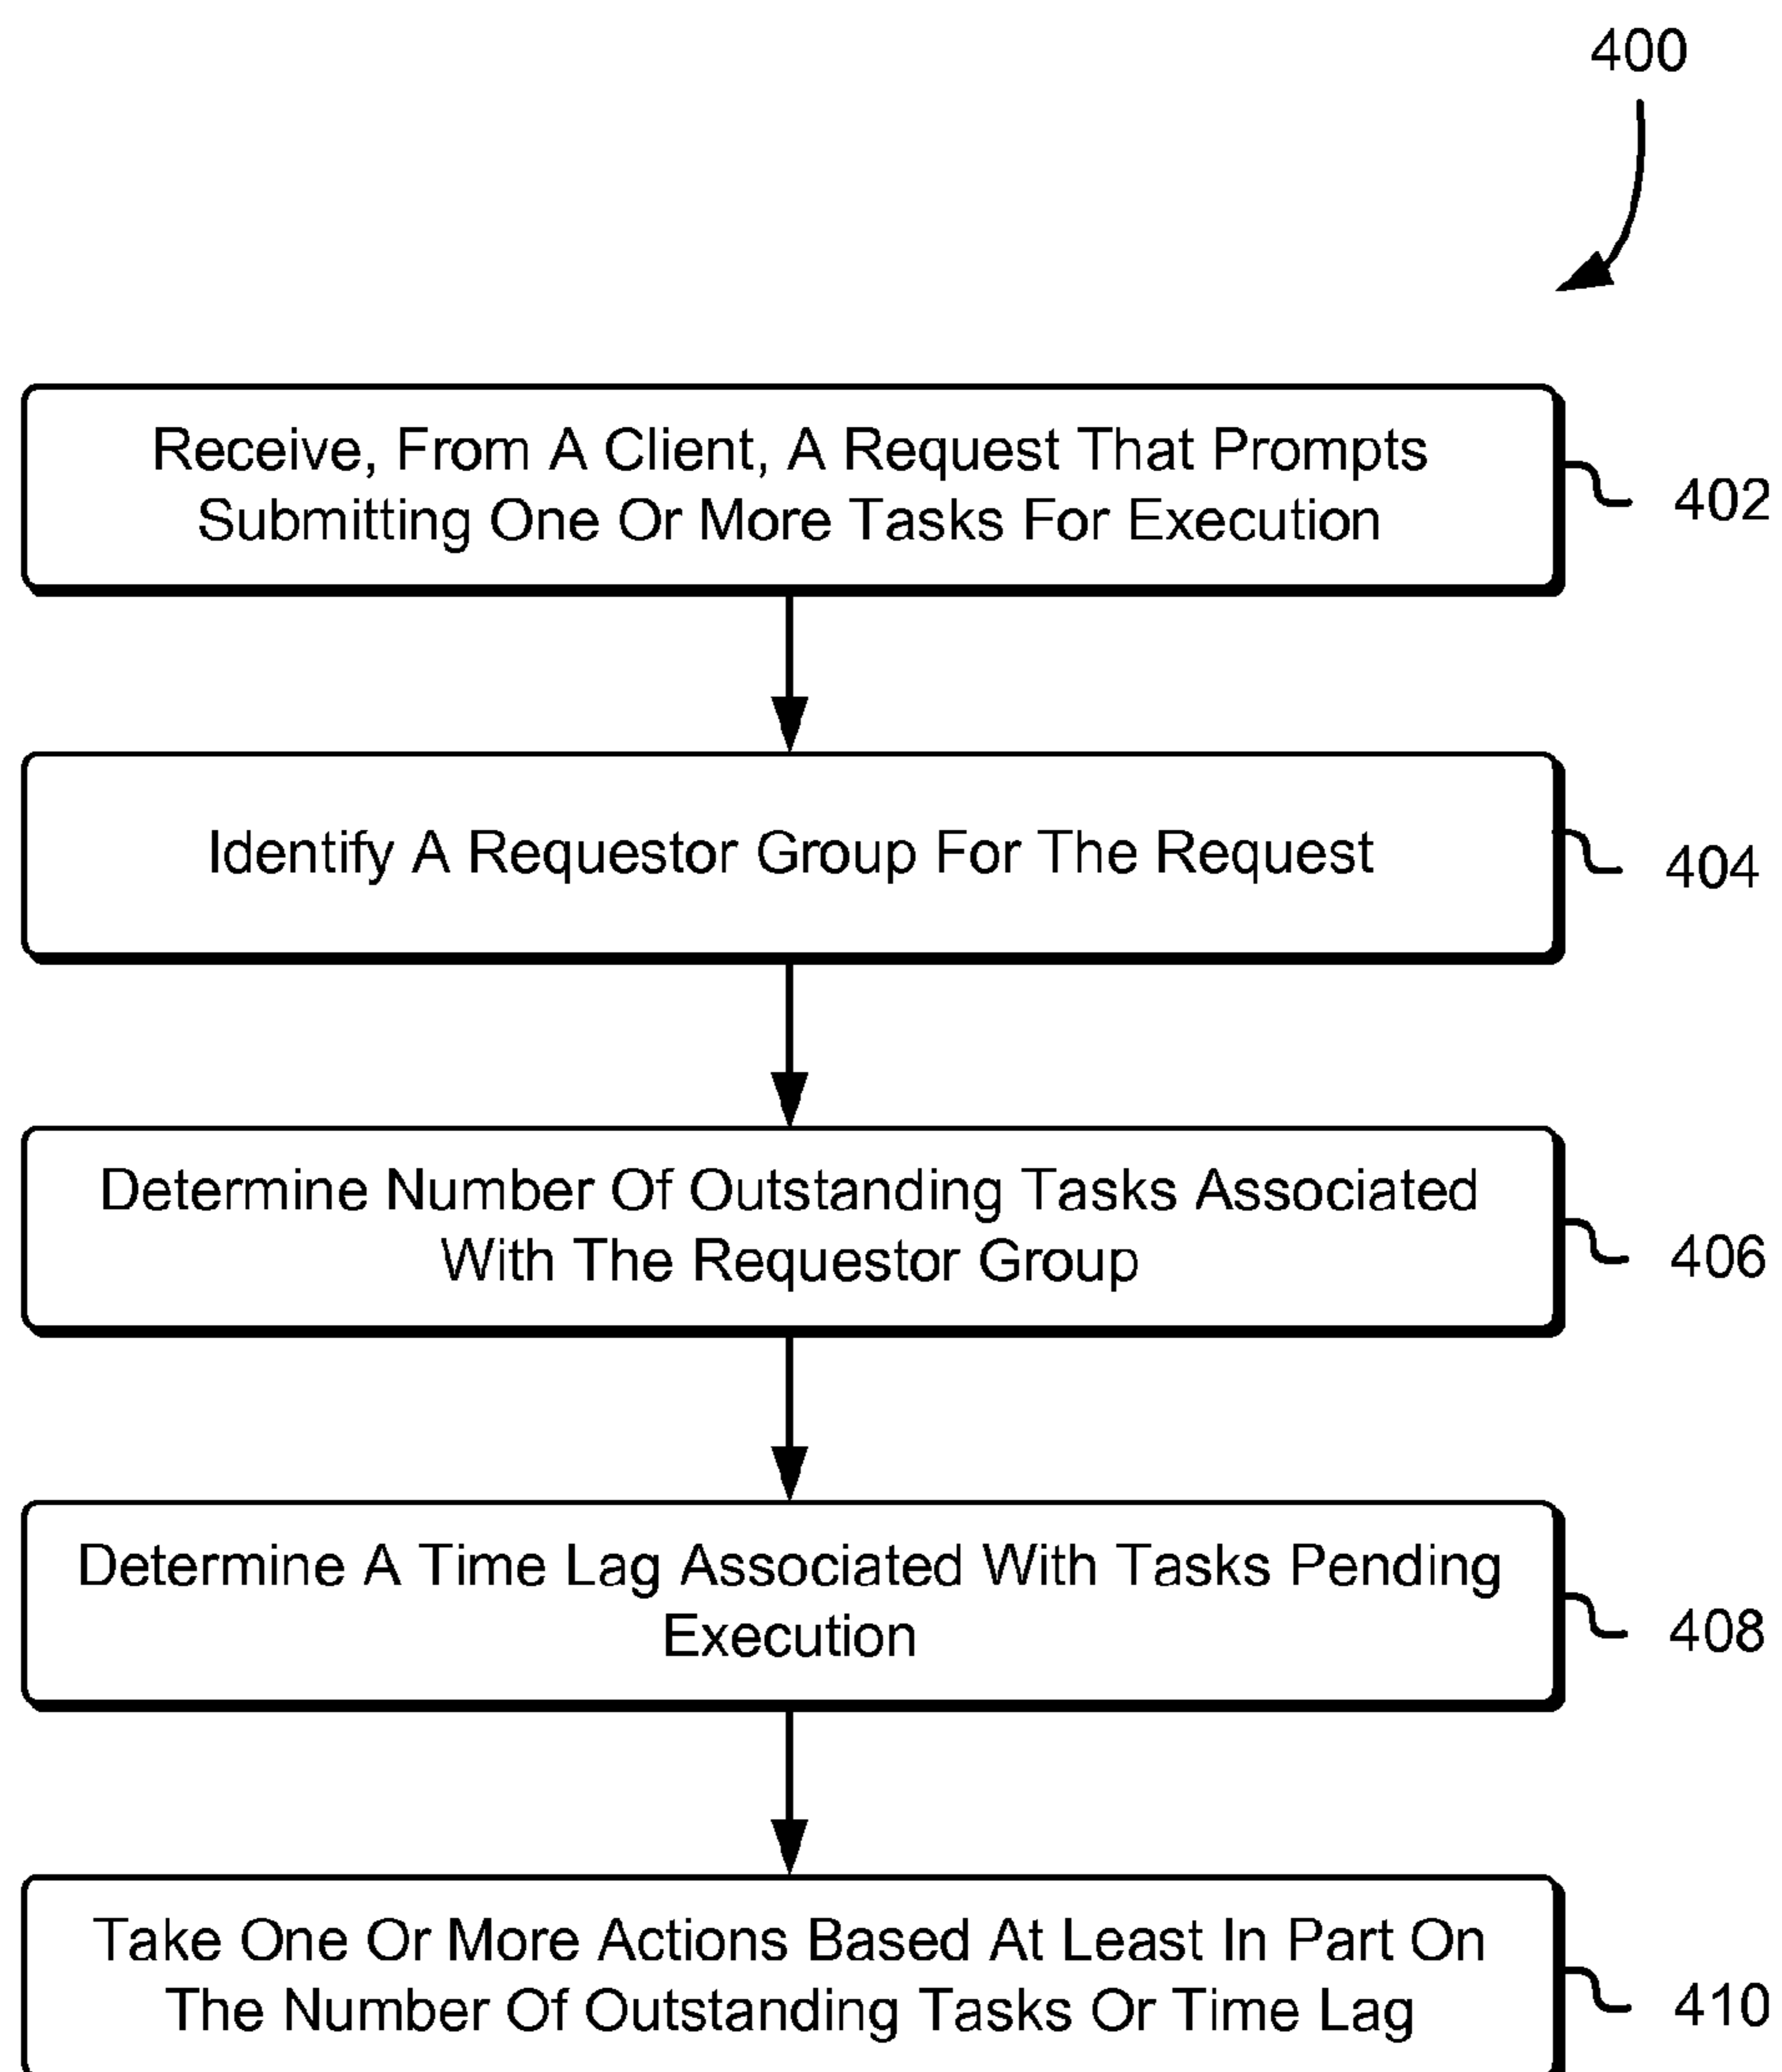 400
Receive, From A Client, A Request That Prompts
Submitting One Or More Tasks For Execution
402
Identify A Requestor Group For The Request
404
Determine Number Of Outstanding Tasks Associated
With The Requestor Group
406
Determine A Time Lag Associated With Tasks Pending
Execution
408
Take One Or More Actions Based At Least In Part On
The Number Of Outstanding Tasks Or Time Lag
410